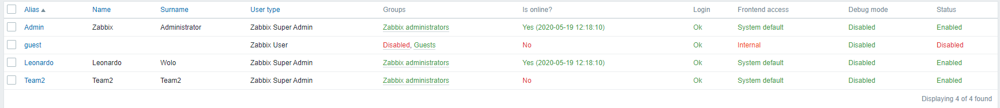 Alias Name Surname User type Groups Is online? Login Frontend access Debug mode Status
Admin Zabbix Administrator Zabbix Super Admin Zabbix administrators Yes (2020-05-19 12:18:10) Ok System default Disabled Enabled
guest Zabbix User Disabled, Guests No Ok Internal Disabled Disabled
Leonardo Leonardo Wolo Zabbix Super Admin Zabbix administrators Yes (2020-05-19 12:18:10) Ok System default Disabled Enabled
Team2 Team2 Team2 Zabbix Super Admin Zabbix administrators No Ok System default Disabled Enabled
Displaying 4 of 4 found